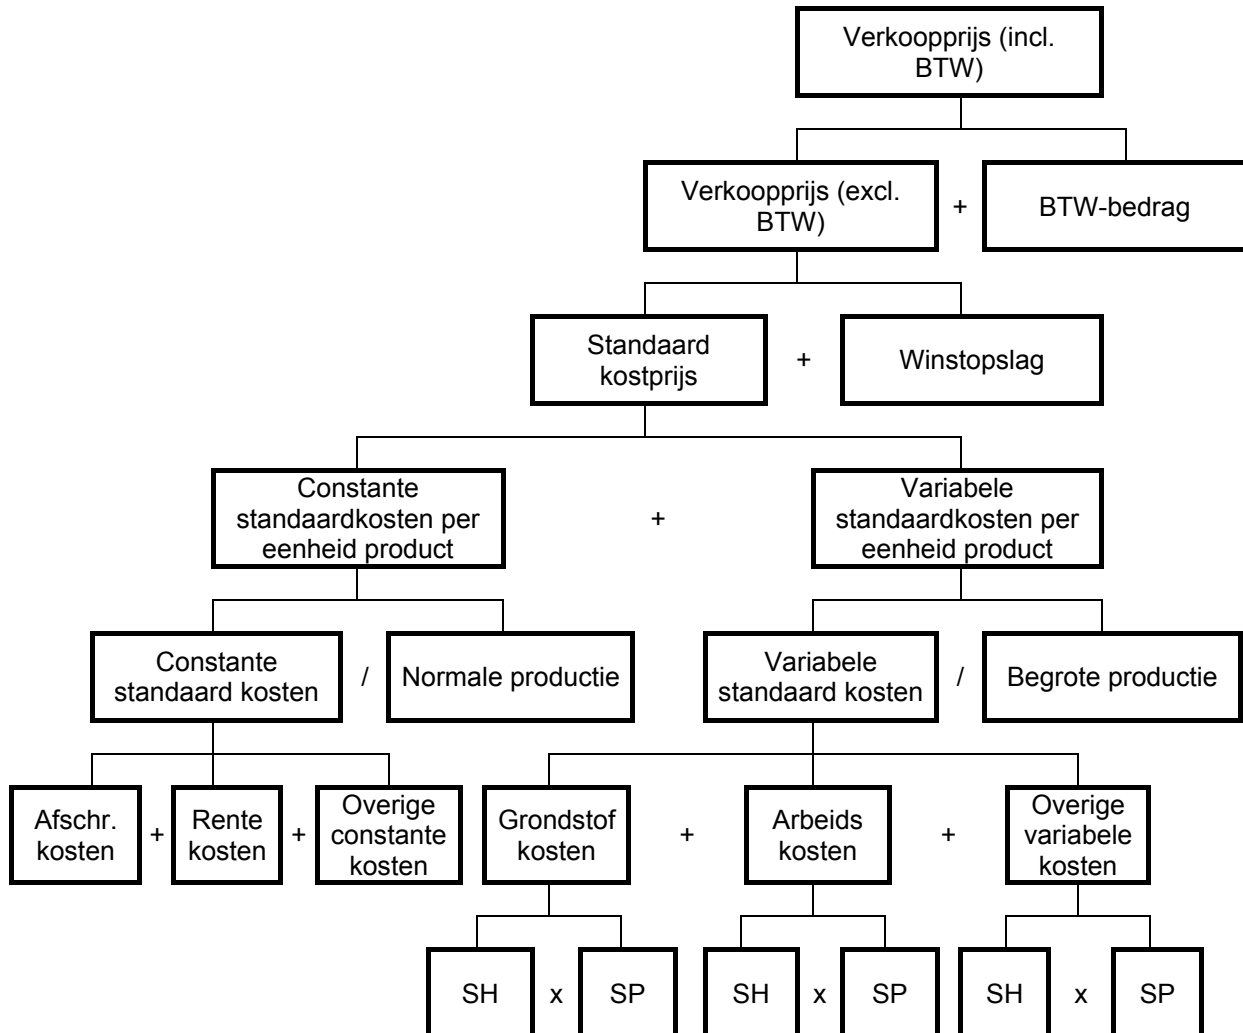 Verkoopprijs (incl.
BTW)
Verkoopprijs (excl.
BTW)
+
BTW-bedrag
Standaard
kostprijs
+
Winstopslag
Constante
standaardkosten per
eenheid product
+
Variabele
standaardkosten per
eenheid product
Constante
standaard kosten
/
Normale productie
Variabele
standaard kosten
/
Begrote productie
Afschr.
kosten
+
Rente
kosten
+
Overige
constante
kosten
Grondstof
kosten
+
Arbeids
kosten
+
Overige
variabele
kosten
SH
x
SP
SH
x
SP
SH
x
SP